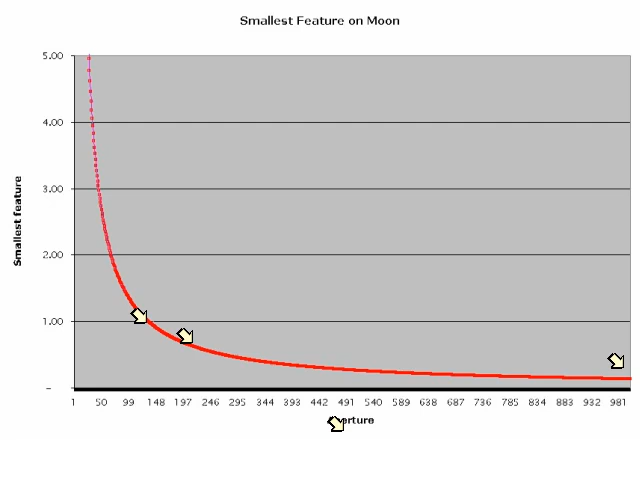 Smallest Feature on Moon
5.00
4.00
3.00
2.00
1.00
-
Smallest feature
1 50 99 148 197 246 295 344 393 442 491 540 589 638 687 736 785 834 883 932 981